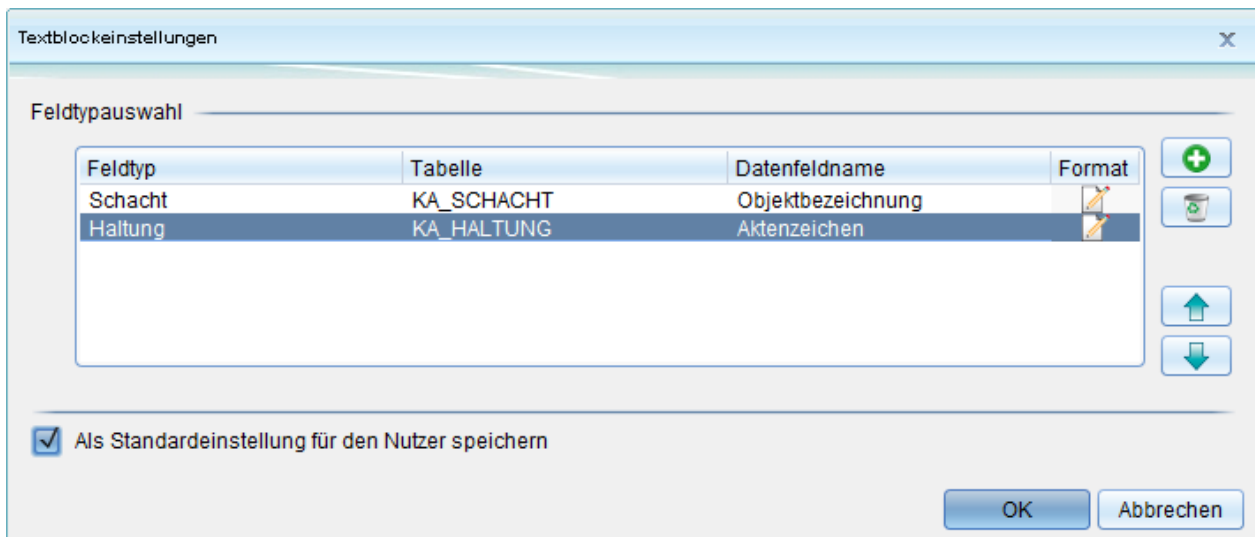 Textblockeinstellungen
Feldtypauswahl
Feldtyp Tabelle Datenfeldname Format
Schacht KA_SCHACHT Objektbezeichnung
Haltung KA_HALTUNG Aktenzeichen
Als Standardeinstellung für den Nutzer speichern
OK Abbrechen